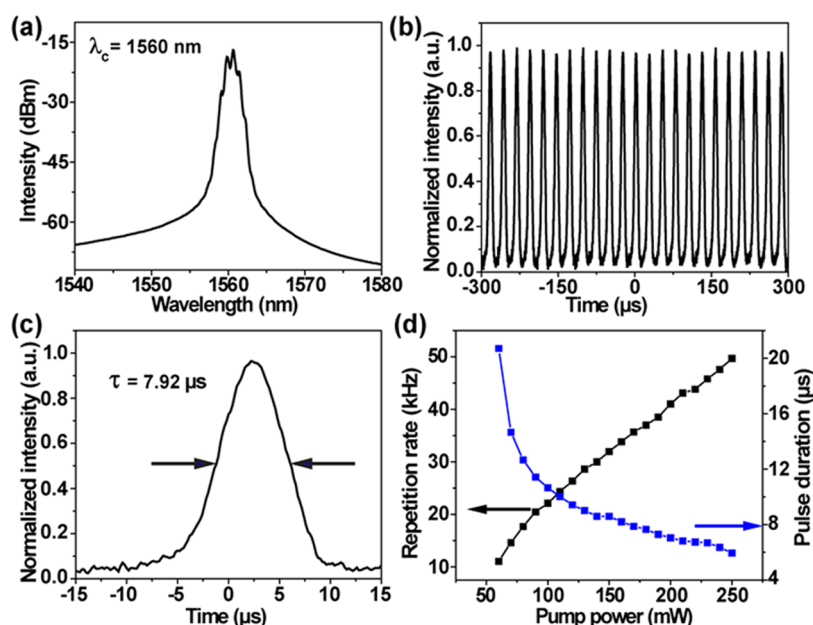 (a)
λc = 1560 nm
Intensity (dBm)
-15
-30
-45
-60
1540 1550 1560 1570 1580
Wavelength (nm)
(b)
Normalized intensity (a.u.)
1.0
0.8
0.6
0.4
0.2
0.0
-300 -150 0 150 300
Time (µs)
(c)
τ = 7.92 µs
Normalized intensity (a.u.)
1.0
0.8
0.6
0.4
0.2
0.0
-15 -10 -5 0 5 10 15
Time (µs)
(d)
Repetition rate (kHz)
50
40
30
20
10
50 100 150 200 250
Pump power (mW)
20
16
12
8
4
Pulse duration (µs)